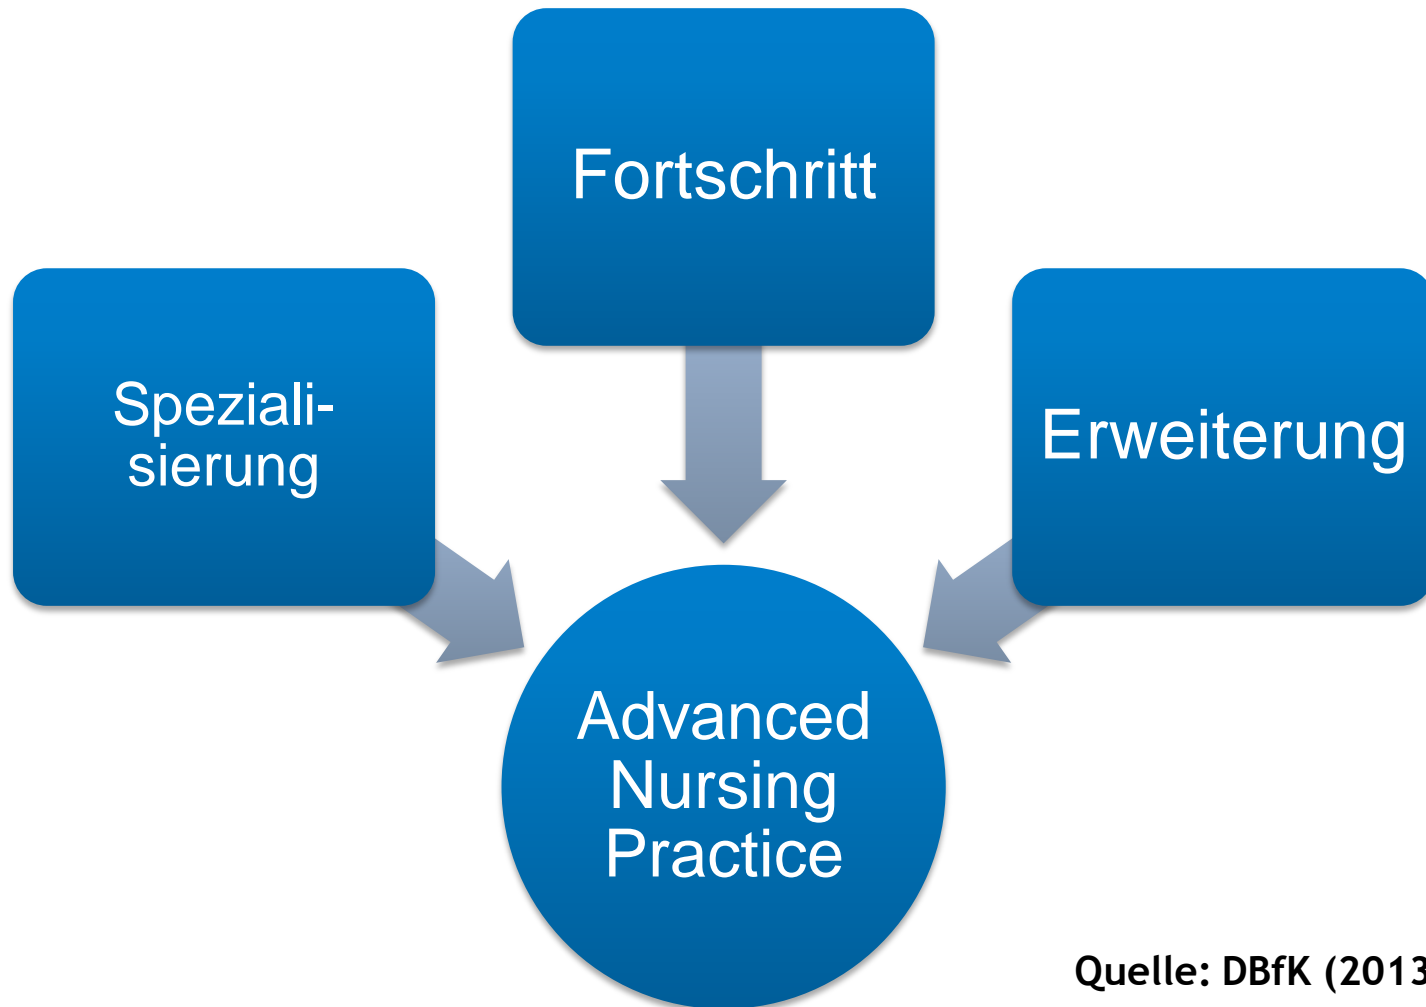 Fortschritt
Speziali-
sierung
Erweiterung
Advanced
Nursing
Practice
Quelle: DBfK (2013